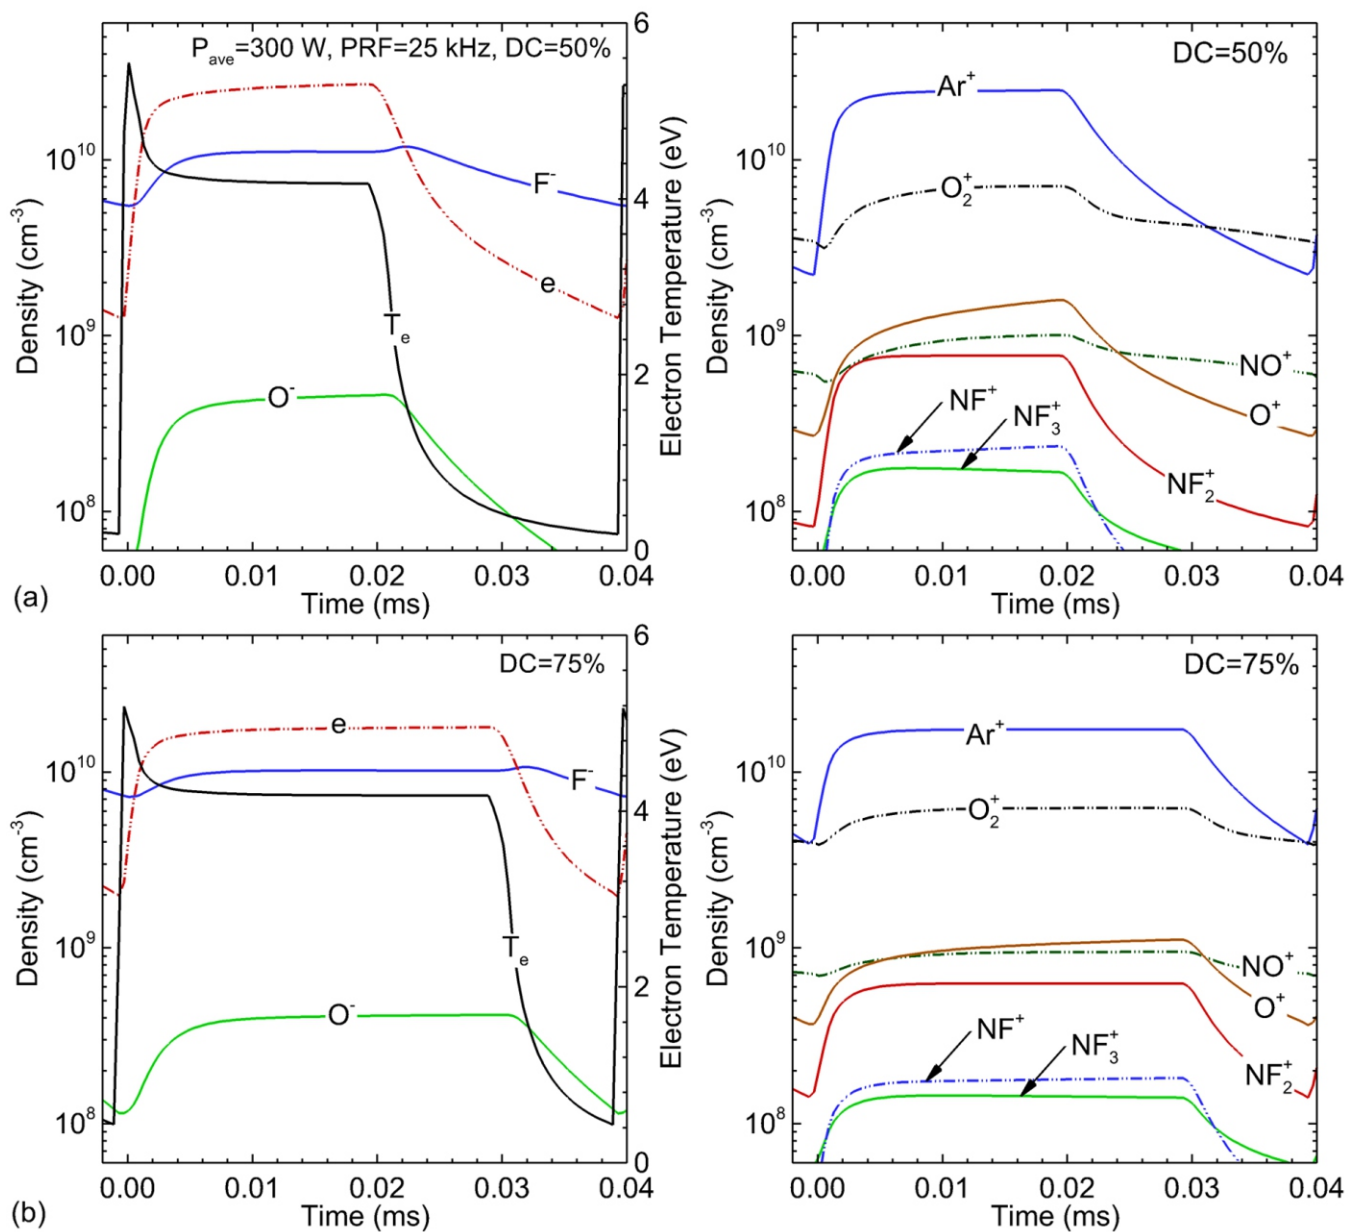 P_ave=300 W, PRF=25 kHz, DC=50%
6
4
2
0
10^10
10^9
10^8
F^-
e
T_e
O^-
Density (cm^-3)
Electron Temperature (eV)
0.00 0.01 0.02 0.03 0.04
Time (ms)
(a)
DC=50%
10^10
10^9
10^8
Ar^+
O_2^+
NO^+
NF^+
NF_3^+
O^+
NF_2^+
Density (cm^-3)
0.00 0.01 0.02 0.03 0.04
Time (ms)
DC=75%
6
4
2
0
10^10
10^9
10^8
e
F^-
T_e
O^-
Density (cm^-3)
Electron Temperature (eV)
0.00 0.01 0.02 0.03 0.04
Time (ms)
(b)
DC=75%
10^10
10^9
10^8
Ar^+
O_2^+
NO^+
O^+
NF^+
NF_3^+
NF_2^+
Density (cm^-3)
0.00 0.01 0.02 0.03 0.04
Time (ms)